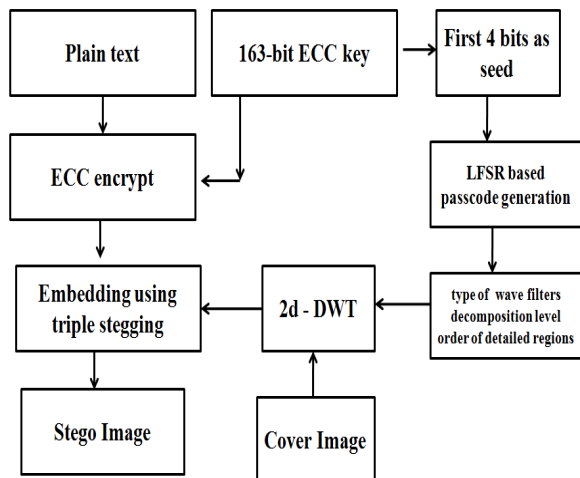 Plain text
163-bit ECC key
First 4 bits as
seed
ECC encrypt
LFSR based
passcode generation
Embedding using
triple stegging
2d - DWT
type of wave filters
decomposition level
order of detailed regions
Stego Image
Cover Image